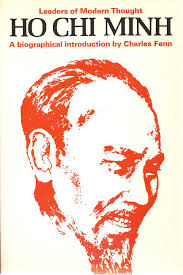 Leaders of Modern Thought
HO CHI MINH
A biographical introduction by Charles Fenn